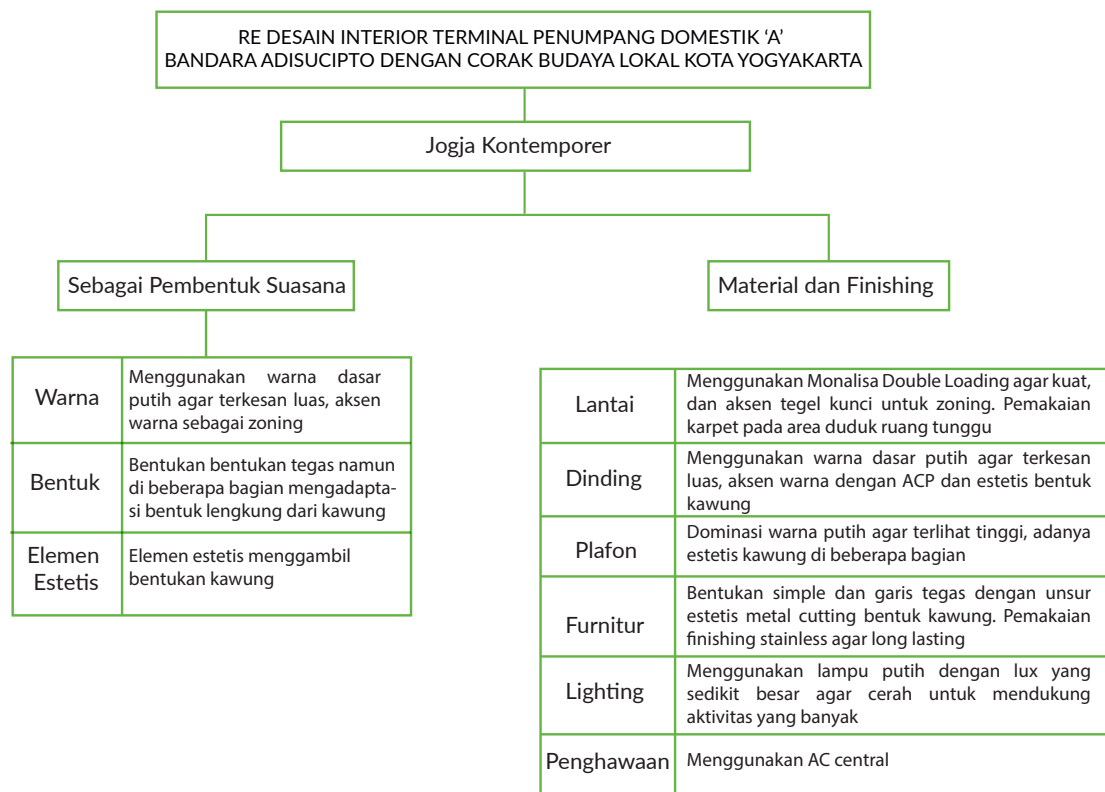 RE DESAIN INTERIOR TERMINAL PENUMPANG DOMESTIK ‘A’
BANDARA ADISUCIPTO DENGAN CORAK BUDAYA LOKAL KOTA YOGYAKARTA
Jogja Kontemporer
Sebagai Pembentuk Suasana
Warna
Menggunakan warna dasar
putih agar terkesan luas, aksen
warna sebagai zoning
Bentuk
Bentukan bentukan tegas namun
di beberapa bagian mengadapta-
si bentuk lengkung dari kawung
Elemen
Estetis
Elemen estetis menggambil
bentukan kawung
Material dan Finishing
Lantai
Menggunakan Monalisa Double Loading agar kuat,
dan aksen tegel kunci untuk zoning. Pemakaian
karpet pada area duduk ruang tunggu
Dinding
Menggunakan warna dasar putih agar terkesan
luas, aksen warna dengan ACP dan estetis bentuk
kawung
Plafon
Dominasi warna putih agar terlihat tinggi, adanya
estetis kawung di beberapa bagian
Furnitur
Bentukan simple dan garis tegas dengan unsur
estetis metal cutting bentuk kawung. Pemakaian
finishing stainless agar long lasting
Lighting
Menggunakan lampu putih dengan lux yang
sedikit besar agar cerah untuk mendukung
aktivitas yang banyak
Penghawaan
Menggunakan AC central